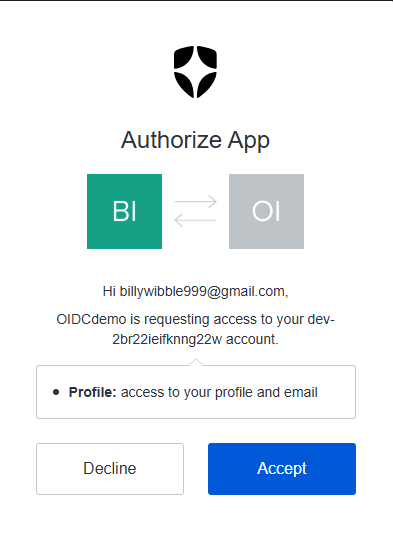 Authorize App
BI
OI
Hi billywibble999@gmail.com,
OIDCdemo is requesting access to your dev-
2br22ieifknng22w account.
Profile: access to your profile and email
Decline
Accept